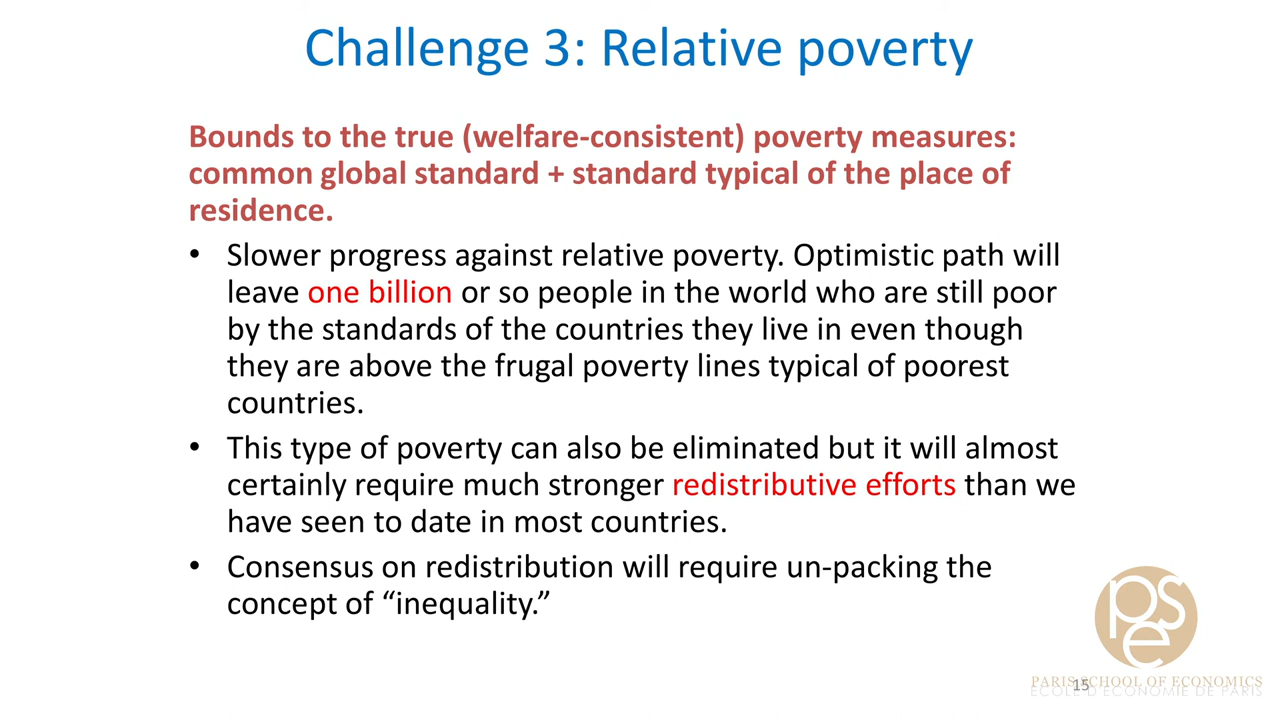 Challenge 3: Relative poverty
Bounds to the true (welfare-consistent) poverty measures:
common global standard + standard typical of the place of
residence.
• Slower progress against relative poverty. Optimistic path will
leave one billion or so people in the world who are still poor
by the standards of the countries they live in even though
they are above the frugal poverty lines typical of poorest
countries.
• This type of poverty can also be eliminated but it will almost
certainly require much stronger redistributive efforts than we
have seen to date in most countries.
• Consensus on redistribution will require un-packing the
concept of “inequality.”
pse
PARIS SCHOOL OF ECONOMICS
ECOLE D'ECONOMIE DE PARIS
15